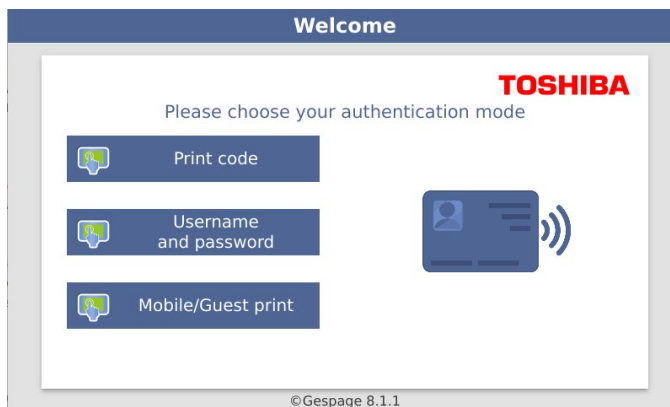 Welcome
TOSHIBA
Please choose your authentication mode
Print code
Username
and password
Mobile/Guest print
©Gespage 8.1.1